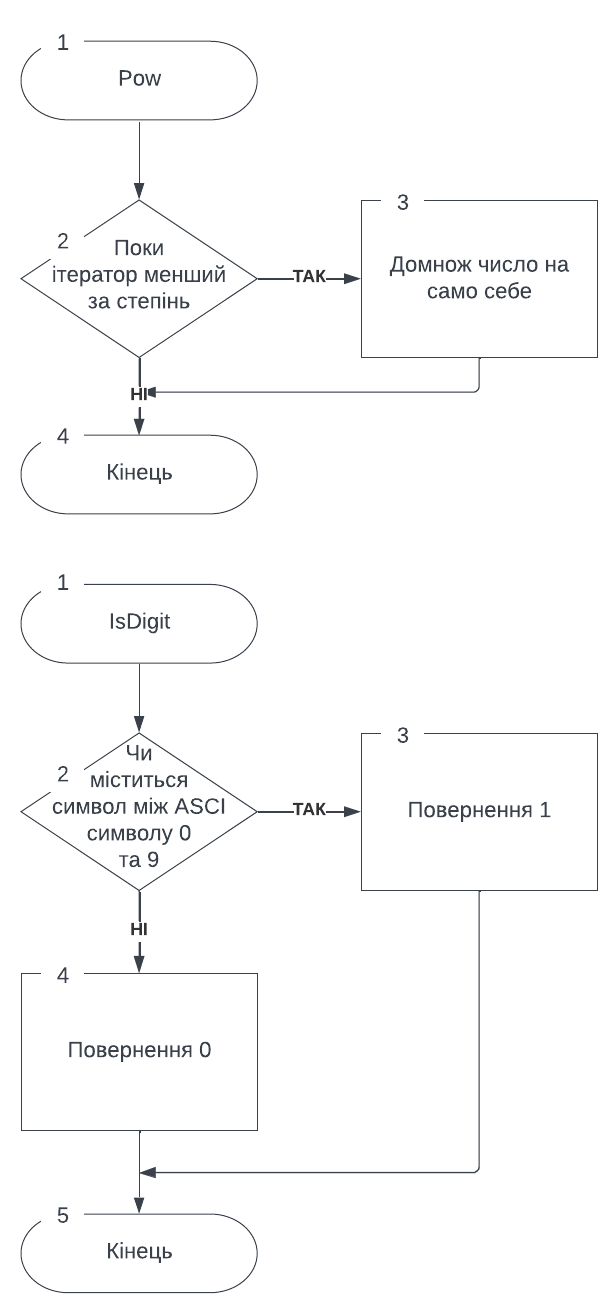 1
Pow
2
Поки
ітератор менший
за степінь
ТАК
3
Домнож число на
само себе
НІ
4
Кінець
1
IsDigit
2
Чи
міститься
символ між ASCI
символу 0
та 9
ТАК
3
Повернення 1
НІ
4
Повернення 0
5
Кінець